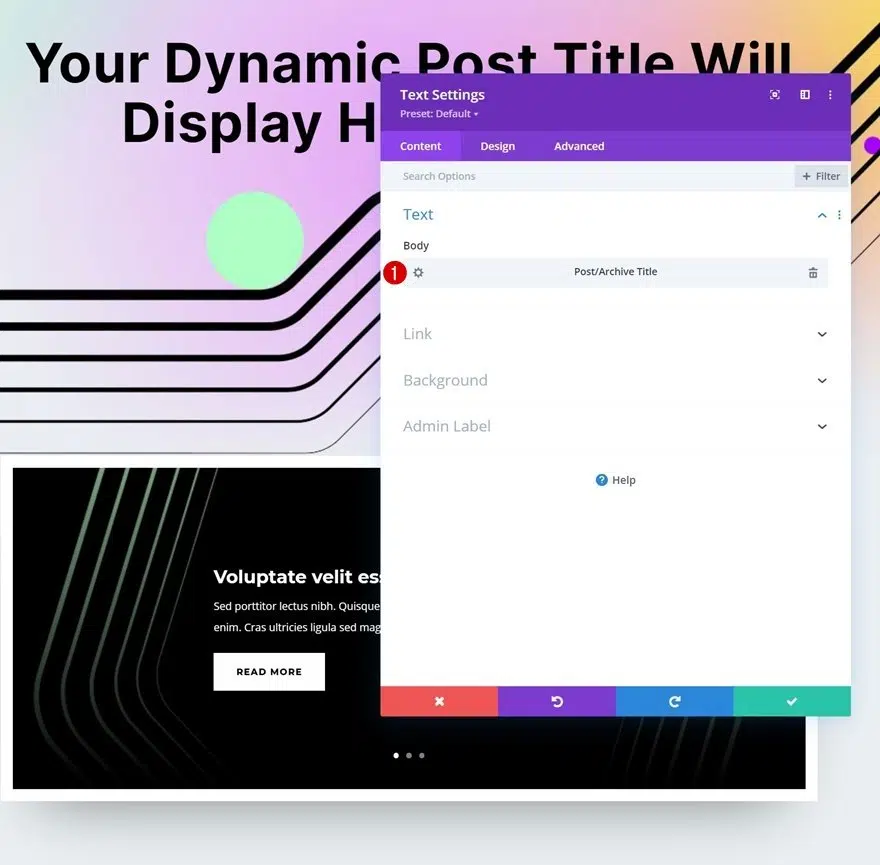 Your Dynamic Post Title Will
Display H
Text Settings
Preset: Default
Content
Design
Advanced
Search Options
+ Filter
Text
Body
1
Post/Archive Title
Link
Background
Admin Label
? Help
Voluptate velit ess
Sed porttitor lectus nibh. Quisque
enim. Cras ultricies ligula sed mag
READ MORE